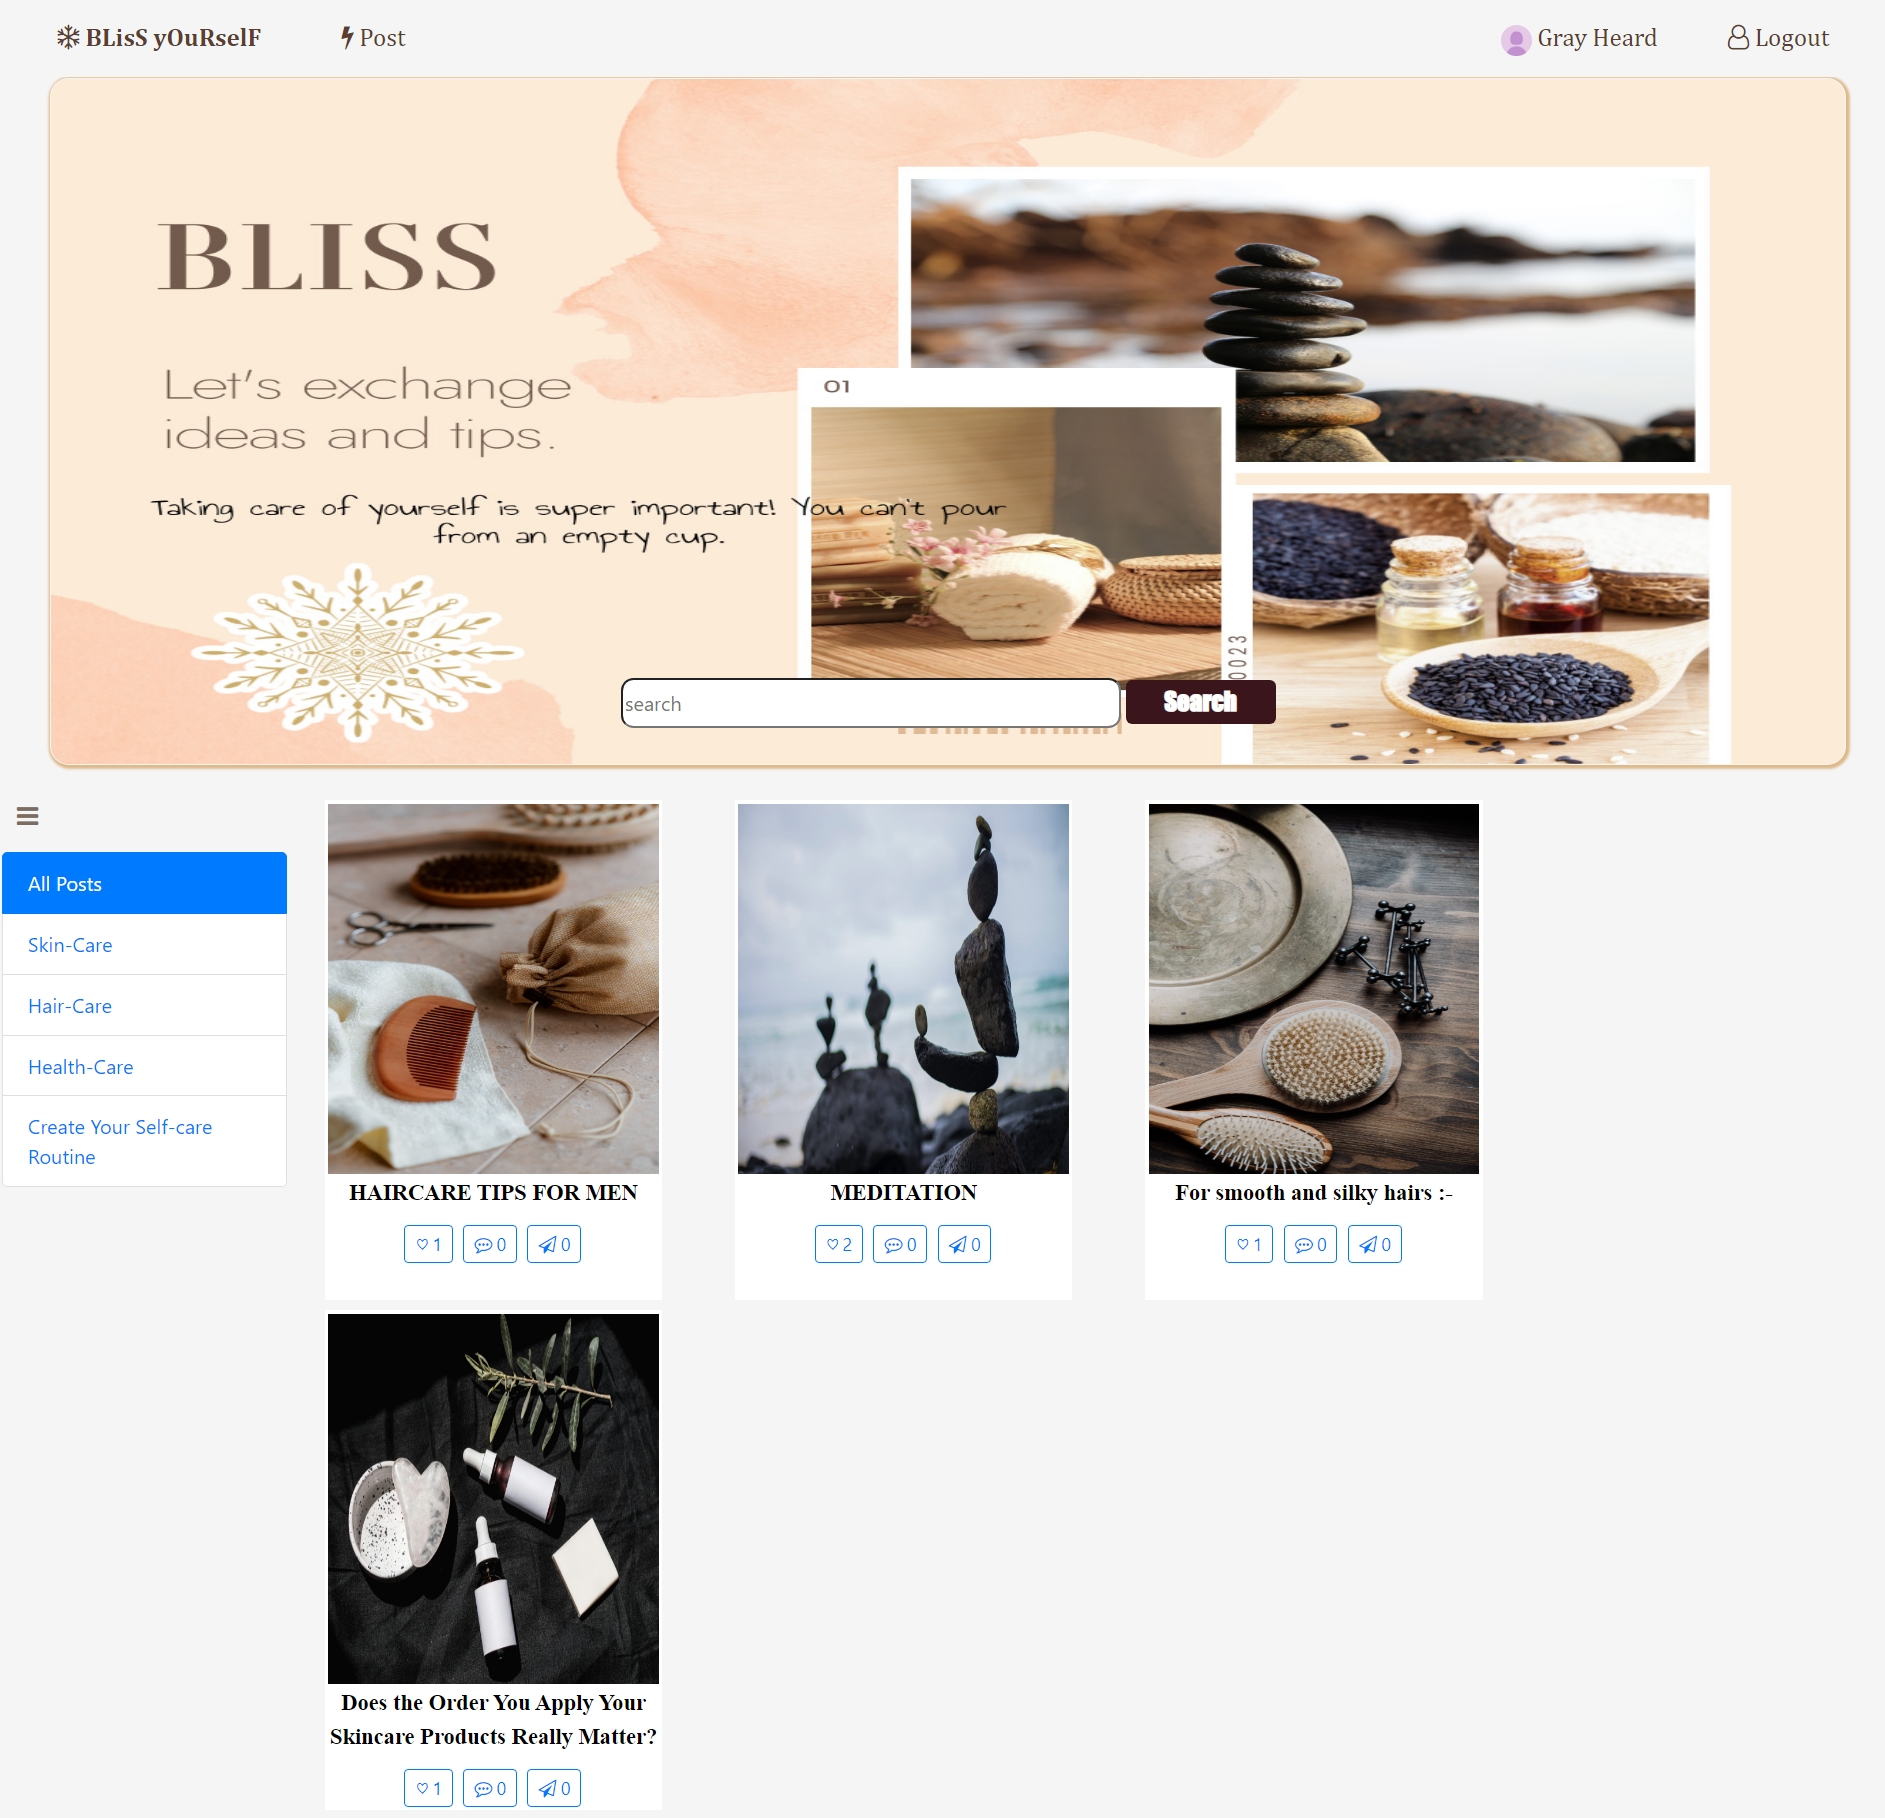 BLisS yOuRselF
Post
Gray Heard
Logout
BLISS
Let's exchange
ideas and tips.
Taking care of yourself is super important! You can't pour
from an empty cup.
01
0023
search
Search
All Posts
Skin-Care
Hair-Care
Health-Care
Create Your Self-care
Routine
HAIRCARE TIPS FOR MEN
1
0
0
MEDITATION
2
0
0
For smooth and silky hairs :-
1
0
0
Does the Order You Apply Your
Skincare Products Really Matter?
1
0
0